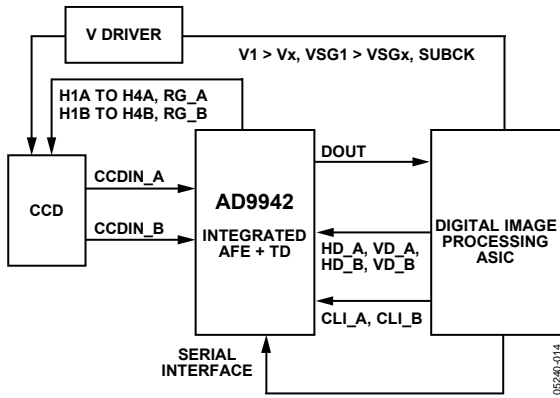 V DRIVER
V1 > Vx, VSG1 > VSGx, SUBCK
H1A TO H4A, RG_A
H1B TO H4B, RG_B
CCD
CCDIN_A
CCDIN_B
AD9942
INTEGRATED
AFE + TD
DOUT
HD_A, VD_A,
HD_B, VD_B
CLI_A, CLI_B
DIGITAL IMAGE
PROCESSING
ASIC
SERIAL
INTERFACE
05240-014